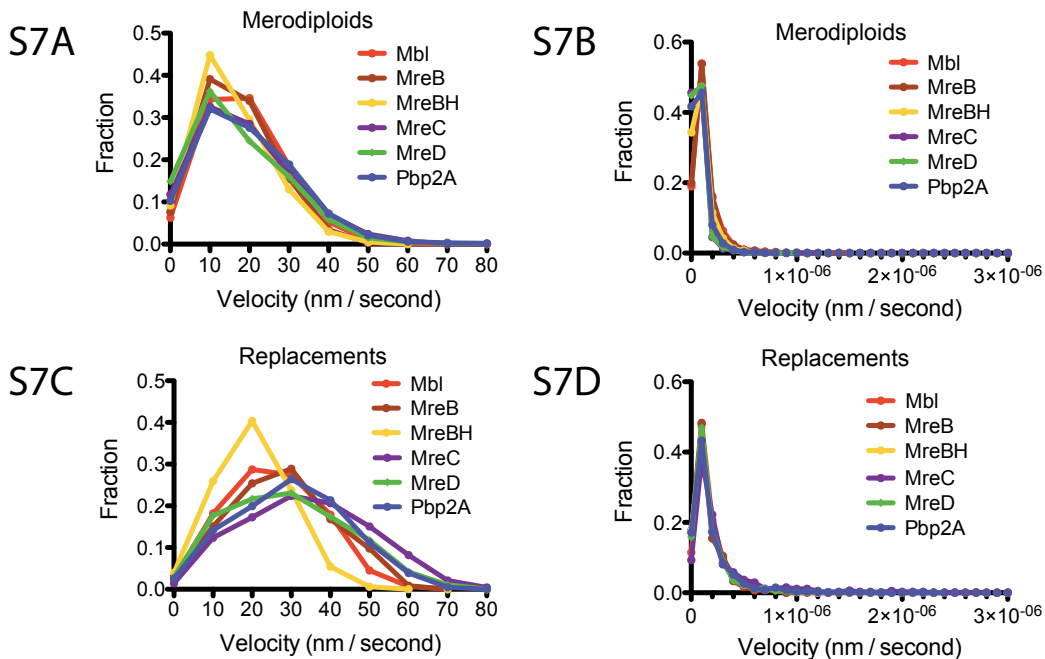 S7A
Merodiploids
Fraction
0.5
0.4
0.3
0.2
0.1
0.0
0 10 20 30 40 50 60 70 80
Velocity (nm / second)
Mbl
MreB
MreBH
MreC
MreD
Pbp2A
S7B
Merodiploids
Fraction
0.6
0.4
0.2
0.0
0 1×10⁻⁰⁶ 2×10⁻⁰⁶ 3×10⁻⁰⁶
Velocity (nm / second)
Mbl
MreB
MreBH
MreC
MreD
Pbp2A
S7C
Replacements
Fraction
0.5
0.4
0.3
0.2
0.1
0.0
0 10 20 30 40 50 60 70 80
Velocity (nm / second)
Mbl
MreB
MreBH
MreC
MreD
Pbp2A
S7D
Replacements
Fraction
0.6
0.4
0.2
0.0
0 1×10⁻⁰⁶ 2×10⁻⁰⁶ 3×10⁻⁰⁶
Velocity (nm / second)
Mbl
MreB
MreBH
MreC
MreD
Pbp2A